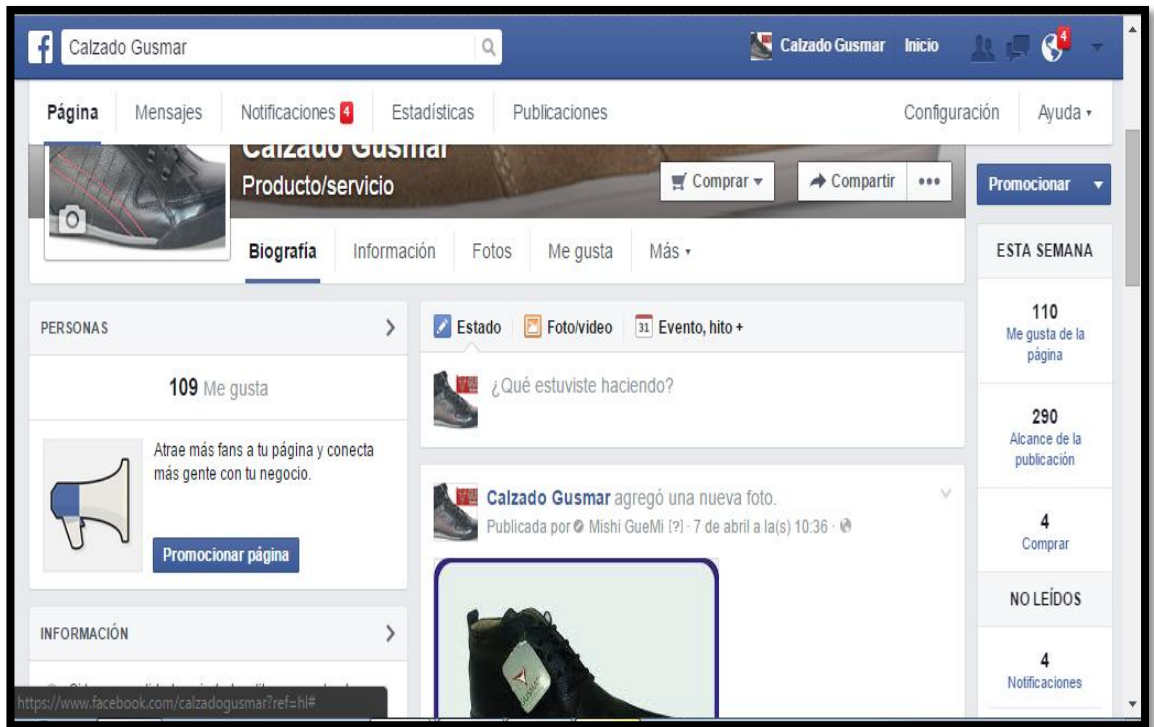 Calzado Gusmar
Calzado Gusmar Inicio 4
Página Mensajes Notificaciones 4 Estadísticas Publicaciones Configuración Ayuda
Calzado Gusmar
Producto/servicio
Comprar Compartir
Promocionar
Biografía Información Fotos Me gusta Más
PERSONAS
109 Me gusta
Atrae más fans a tu página y conecta
más gente con tu negocio.
Promocionar página
INFORMACIÓN
https://www.facebook.com/calzadogusmar?ref=hl#
Estado Foto/video 31 Evento, hito +
¿Qué estuviste haciendo?
Calzado Gusmar agregó una nueva foto.
Publicada por Mishi GueMi [?] · 7 de abril a la(s) 10:36 ·
ESTA SEMANA
110
Me gusta de la
página
290
Alcance de la
publicación
4
Comprar
NO LEÍDOS
4
Notificaciones